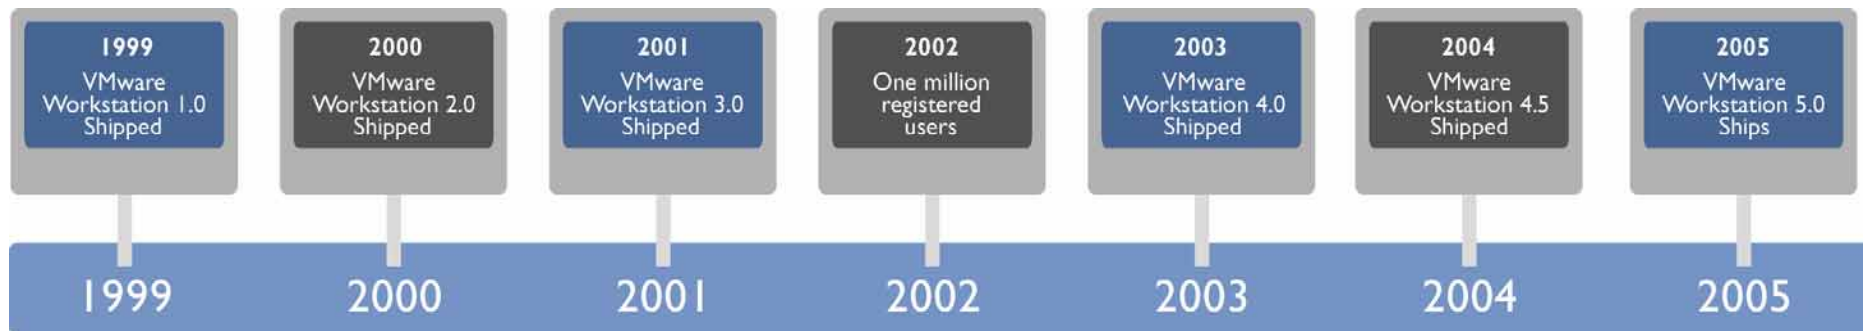 1999
VMware
Workstation 1.0
Shipped
2000
VMware
Workstation 2.0
Shipped
2001
VMware
Workstation 3.0
Shipped
2002
One million
registered
users
2003
VMware
Workstation 4.0
Shipped
2004
VMware
Workstation 4.5
Shipped
2005
VMware
Workstation 5.0
Ships
1999
2000
2001
2002
2003
2004
2005